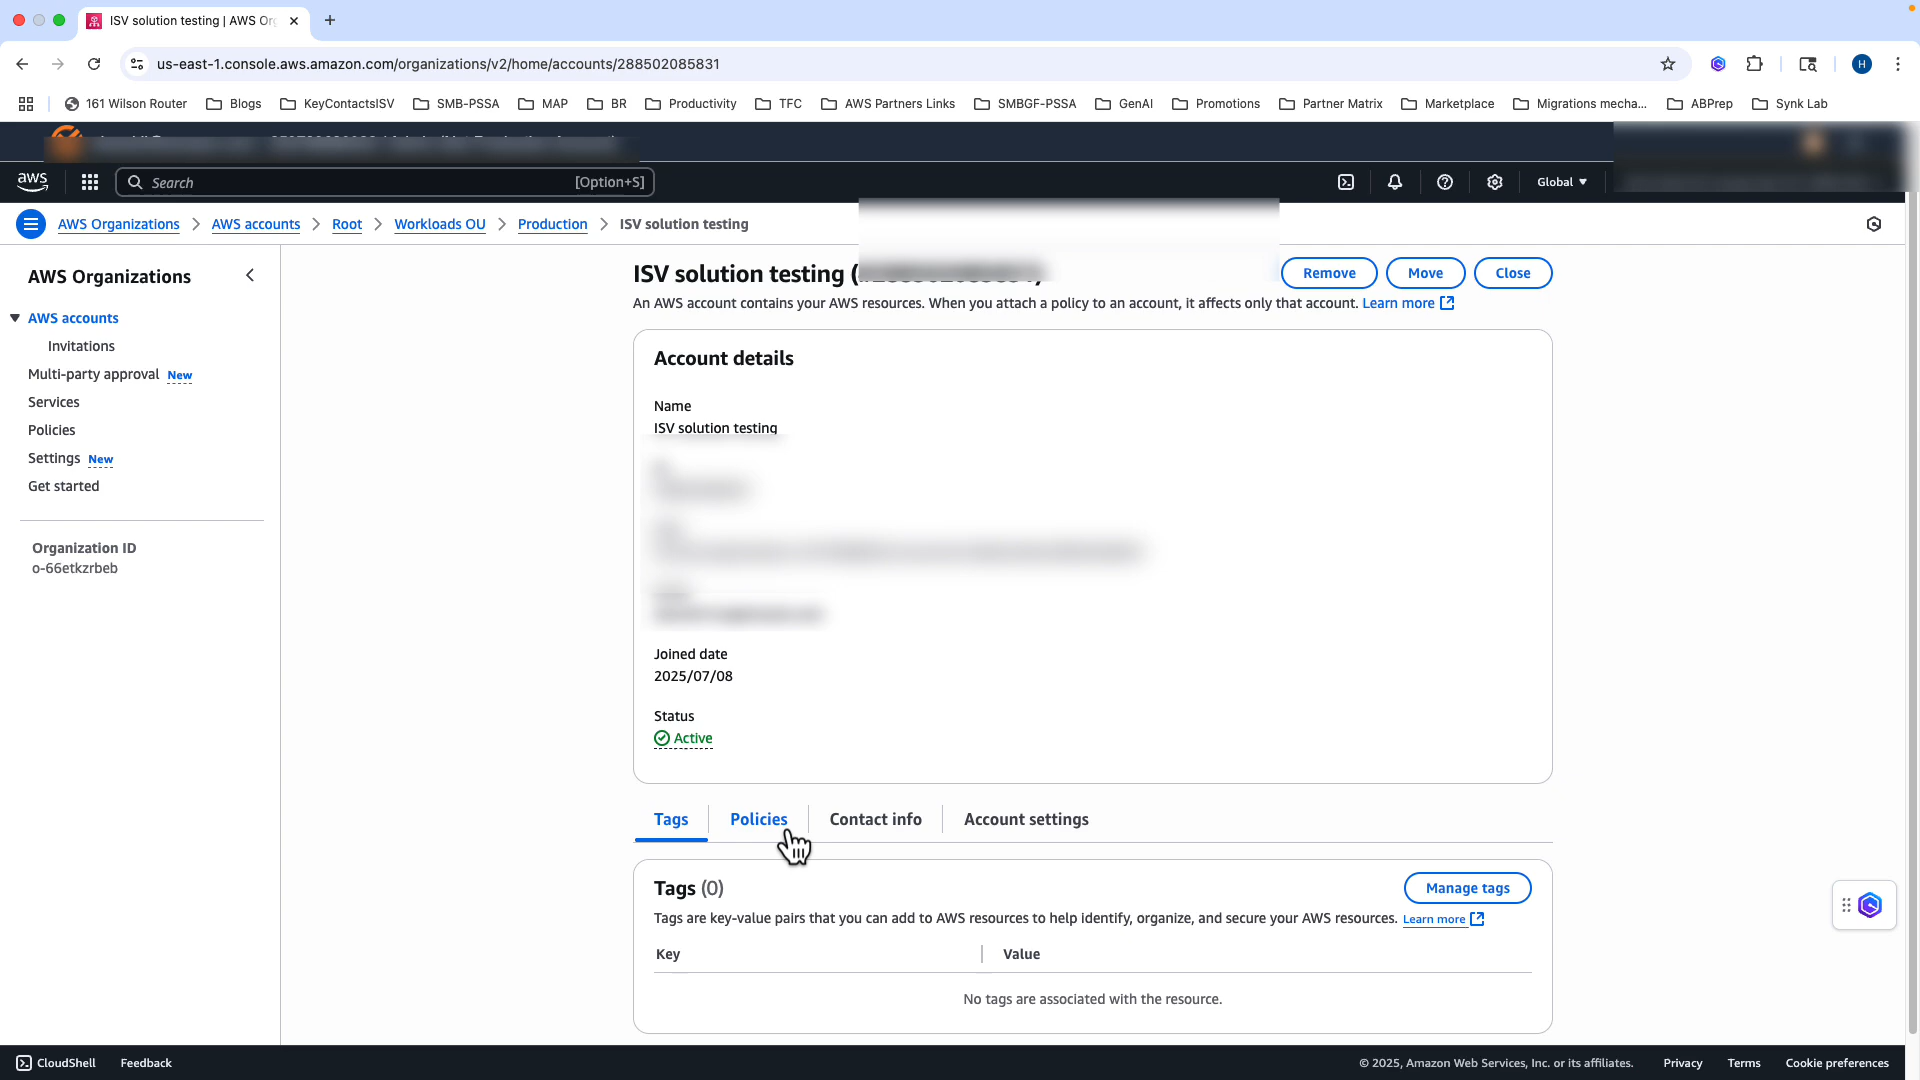 ISV solution testing | AWS Or
us-east-1.console.aws.amazon.com/organizations/v2/home/accounts/288502085831
H
161 Wilson Router Blogs KeyContactsISV SMB-PSSA MAP BR Productivity TFC AWS Partners Links SMBGF-PSSA GenAI Promotions Partner Matrix Marketplace Migrations mecha... ABPrep Synk Lab
aws Search [Option+S] Global
AWS Organizations > AWS accounts > Root > Workloads OU > Production > ISV solution testing
AWS Organizations
AWS accounts
Invitations
Multi-party approval New
Services
Policies
Settings New
Get started
Organization ID
o-66etkzrbeb
ISV solution testing (
Remove Move Close
An AWS account contains your AWS resources. When you attach a policy to an account, it affects only that account. Learn more
Account details
Name
ISV solution testing
Joined date
2025/07/08
Status
Active
Tags Policies Contact info Account settings
Tags (0)
Manage tags
Tags are key-value pairs that you can add to AWS resources to help identify, organize, and secure your AWS resources. Learn more
Key Value
No tags are associated with the resource.
CloudShell Feedback © 2025, Amazon Web Services, Inc. or its affiliates. Privacy Terms Cookie preferences